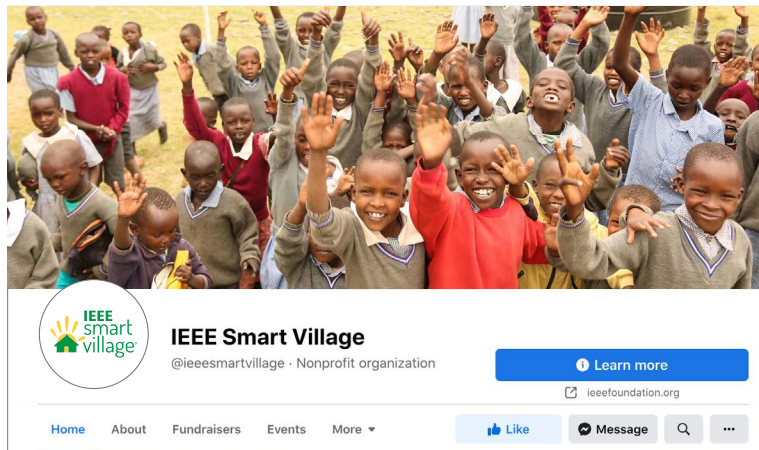 IEEE
smart
village
IEEE Smart Village
@ieeesmartvillage · Nonprofit organization
Learn more
ieeefoundation.org
Home About Fundraisers Events More
Like Message